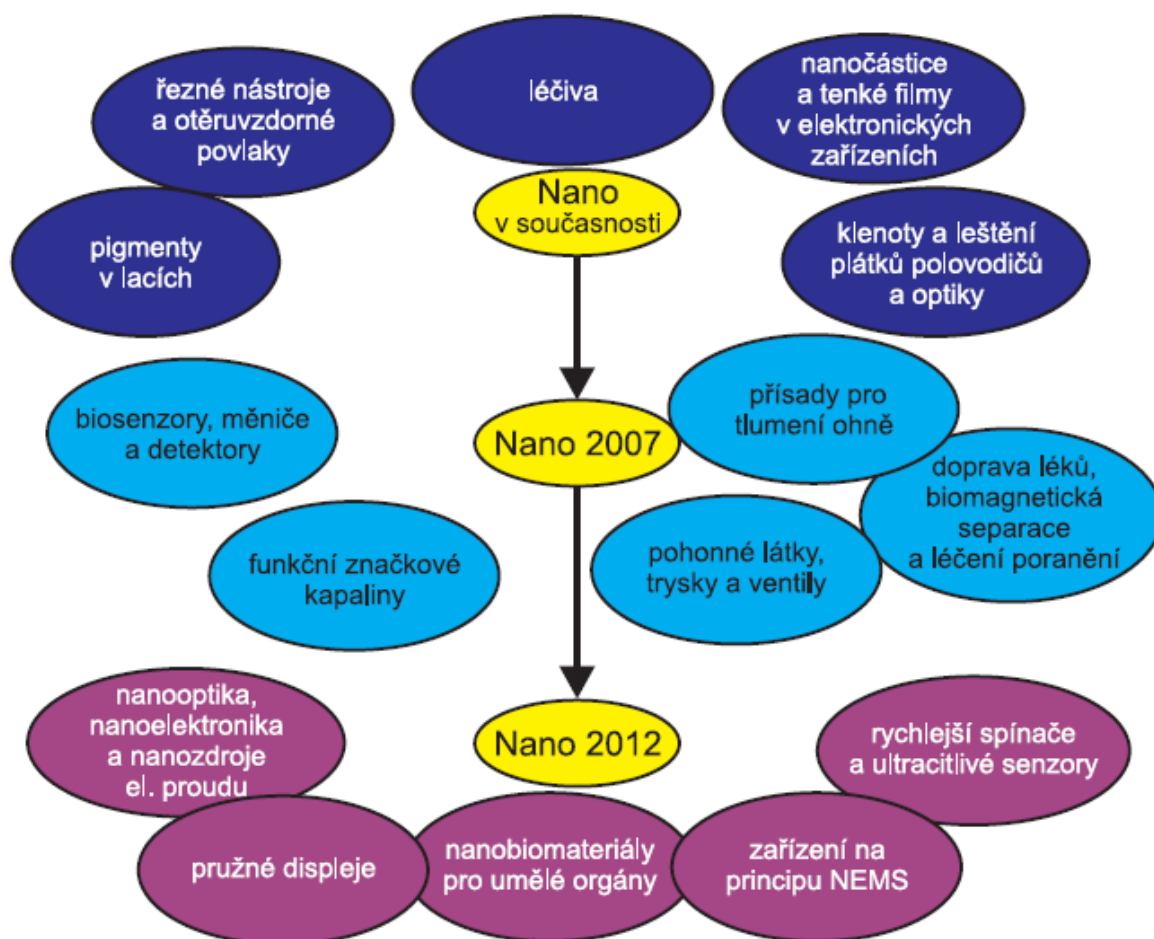 řezné nástroje
a otěruvzdorné
povlaky
léčiva
nanočástice
a tenké filmy
v elektronických
zařízeních
pigmenty
v lacích
Nano
v současnosti
klenoty a leštění
plátků polovodičů
a optiky
biosenzory, měniče
a detektory
Nano 2007
přísady pro
tlumení ohně
doprava léků,
biomagnetická
separace
a léčení poranění
funkční značkové
kapaliny
pohonné látky,
trysky a ventily
nanooptika,
nanoelektronika
a nanozdroje
el. proudu
Nano 2012
rychlejší spínače
a ultracitlivé senzory
pružné displeje
nanobiomateriály
pro umělé orgány
zařízení na
principu NEMS